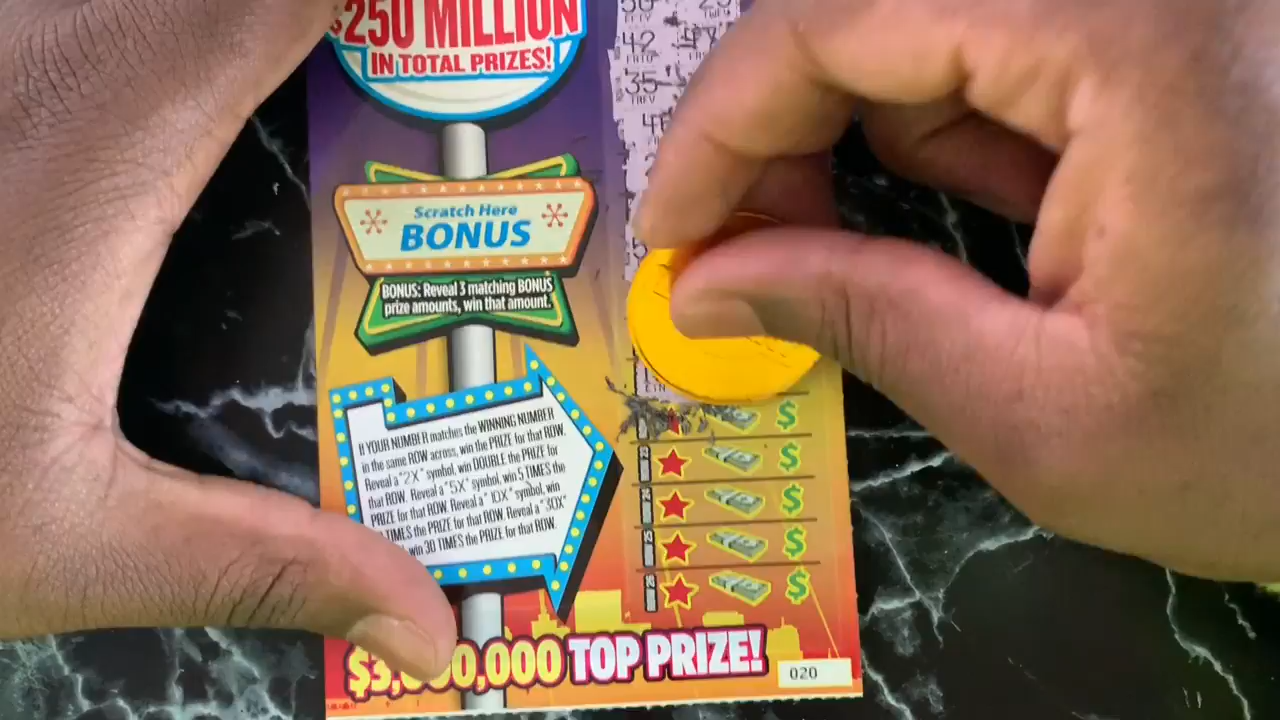 $250 MILLION
IN TOTAL PRIZES!
Scratch Here
BONUS
BONUS: Reveal 3 matching BONUS
prize amounts, win that amount.
IF YOUR NUMBER matches the WINNING NUMBER
in the same ROW across, win the PRIZE for that ROW.
Reveal a "2X" symbol, win DOUBLE the PRIZE for
that ROW. Reveal a "5X" symbol, win 5 TIMES the
PRIZE for that ROW. Reveal a "10X" symbol, win
TIMES the PRIZE for that ROW. Reveal a "30X"
win 30 TIMES the PRIZE for that ROW.
42
FRTO
35
TRFV
$
$
$
$
$
TOP PRIZE!
020